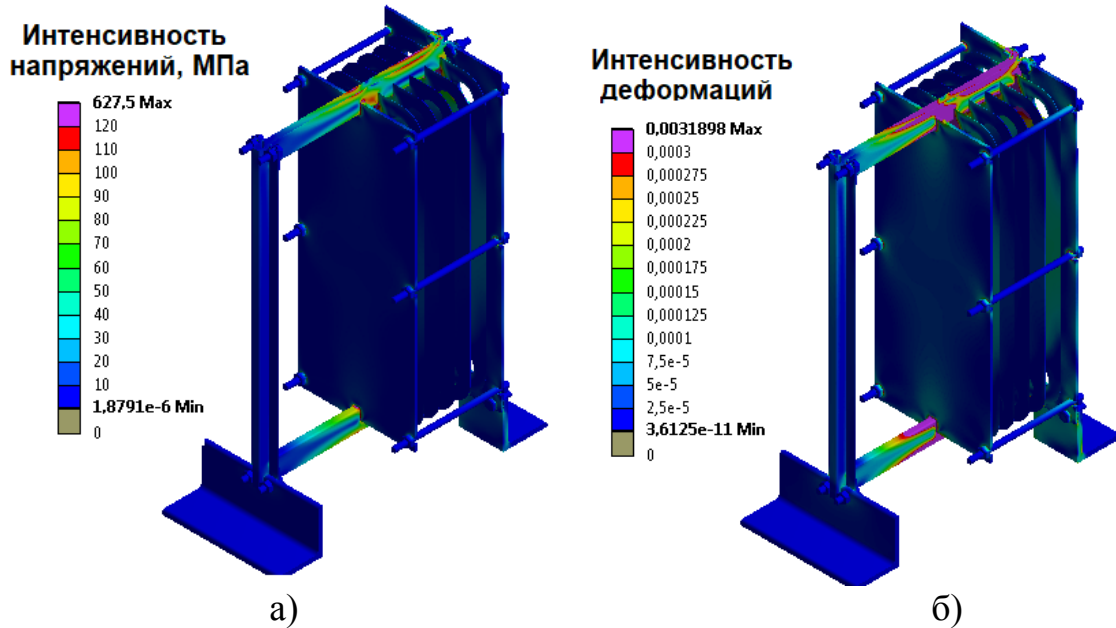 Интенсивность
напряжений, МПа
627,5 Max
120
110
100
90
80
70
60
50
40
30
20
10
1,8791e-6 Min
0
а)
Интенсивность
деформаций
0,0031898 Max
0,0003
0,000275
0,00025
0,000225
0,0002
0,000175
0,00015
0,000125
0,0001
7,5e-5
5e-5
2,5e-5
3,6125e-11 Min
0
б)